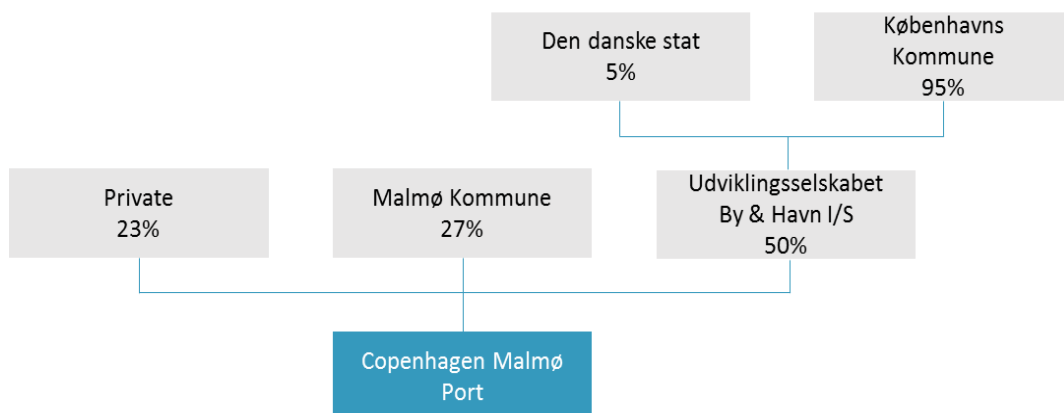 Den danske stat
5%
Københavns
Kommune
95%
Private
23%
Malmø Kommune
27%
Udviklingsselskabet
By & Havn I/S
50%
Copenhagen Malmø
Port